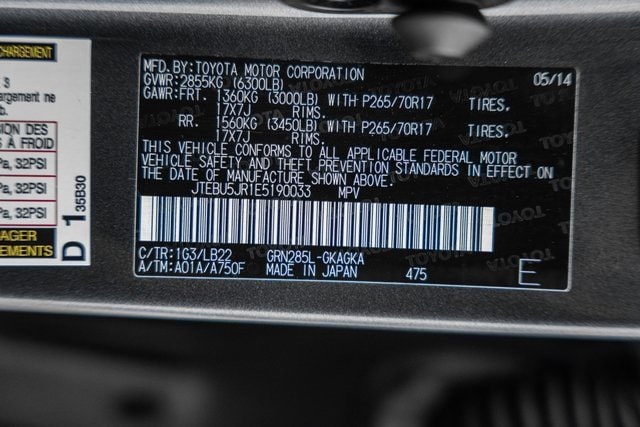 CHARGEMENT
S
argement ne
ION DES
S À FROID
Pa, 32PSI
Pa, 32PSI
Pa, 32PSI
AGER
EMENTS
D 1
35B30
MFD.BY:TOYOTA MOTOR CORPORATION 05/14
GVWR:2855KG (6300LB)
GAWR:FRT. 1360KG (3000LB) WITH P265/70R17 TIRES,
17X7J RIMS.
RR. 1560KG (3450LB) WITH P265/70R17 TIRES,
17X7J RIMS.
THIS VEHICLE CONFORMS TO ALL APPLICABLE FEDERAL MOTOR
VEHICLE SAFETY AND THEFT PREVENTION STANDARDS IN EFFECT ON
THE DATE OF MANUFACTURE SHOWN ABOVE.
JTEBU5JR1E5190033 MPV
C/TR:1G3/LB22 GRN285L-GKAGKA
A/TM:A01A/A750F MADE IN JAPAN 475
E